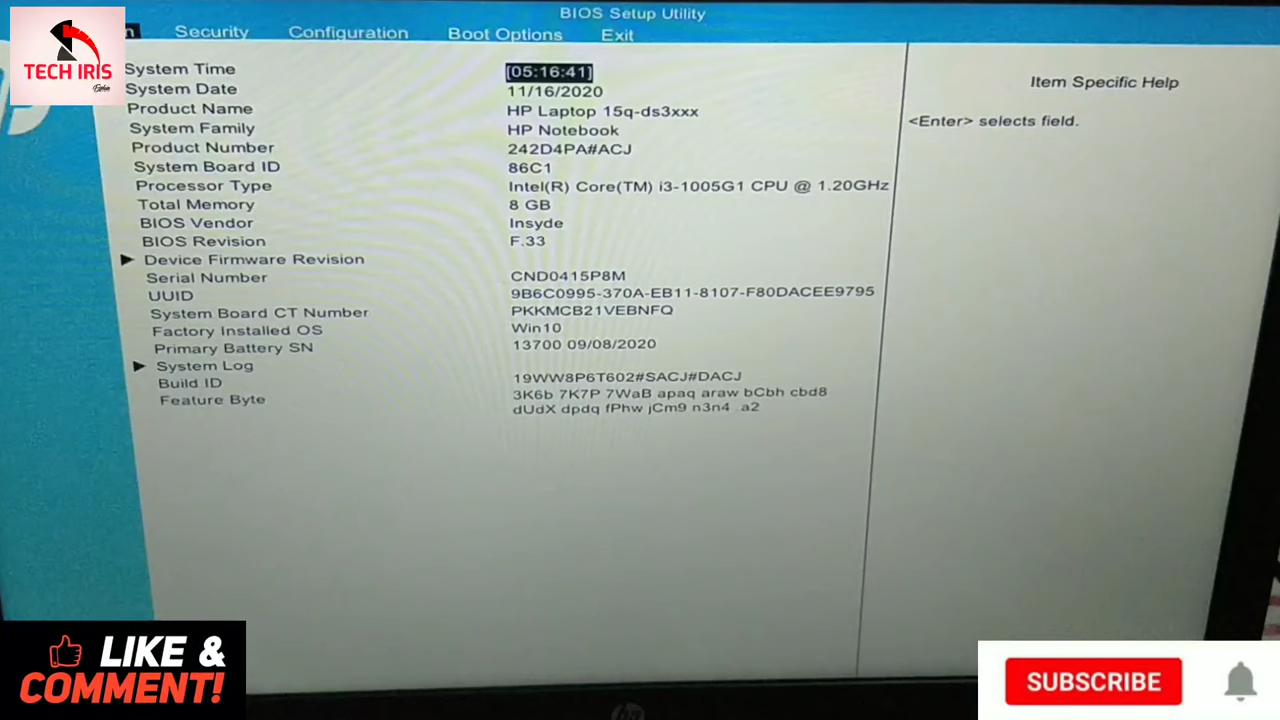 BIOS Setup Utility
Security Configuration Boot Options Exit
TECH IRIS
System Time [05:16:41]
System Date 11/16/2020
Product Name HP Laptop 15q-ds3xxx
System Family HP Notebook
Product Number 242D4PA#ACJ
System Board ID 86C1
Processor Type Intel(R) Core(TM) i3-1005G1 CPU @ 1.20GHz
Total Memory 8 GB
BIOS Vendor Insyde
BIOS Revision F.33
Device Firmware Revision
Serial Number CND0415P8M
UUID 9B6C0995-370A-EB11-8107-F80DACEE9795
System Board CT Number PKKMCB21VEBNFQ
Factory Installed OS Win10
Primary Battery SN 13700 09/08/2020
System Log
Build ID 19WW8P6T602#SACJ#DACJ
Feature Byte 3K6b 7K7P 7WaB apaq araw bCbh cbd8
dUdX dpdq fPhw jCm9 n3n4 .a2
Item Specific Help
<Enter> selects field.
LIKE &
COMMENT!
SUBSCRIBE
hp